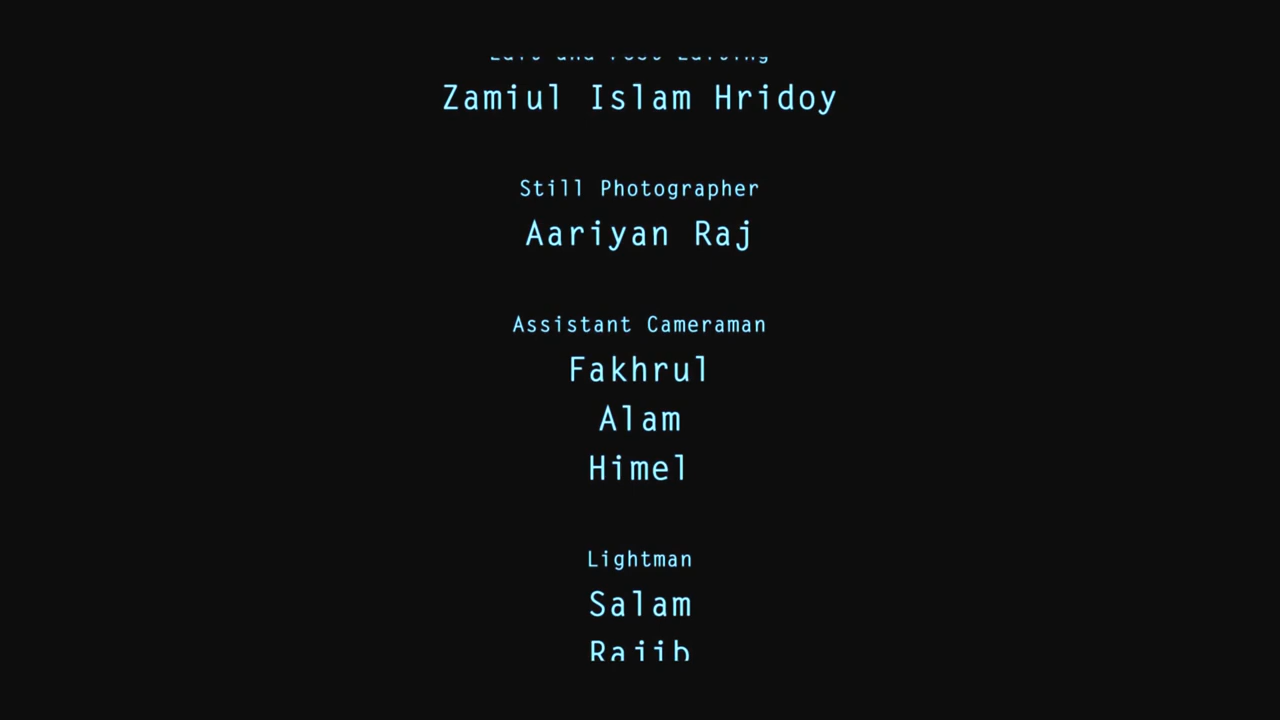 Zamiul Islam Hridoy
Still Photographer
Aariyan Raj
Assistant Cameraman
Fakhrul
Alam
Himel
Lightman
Salam